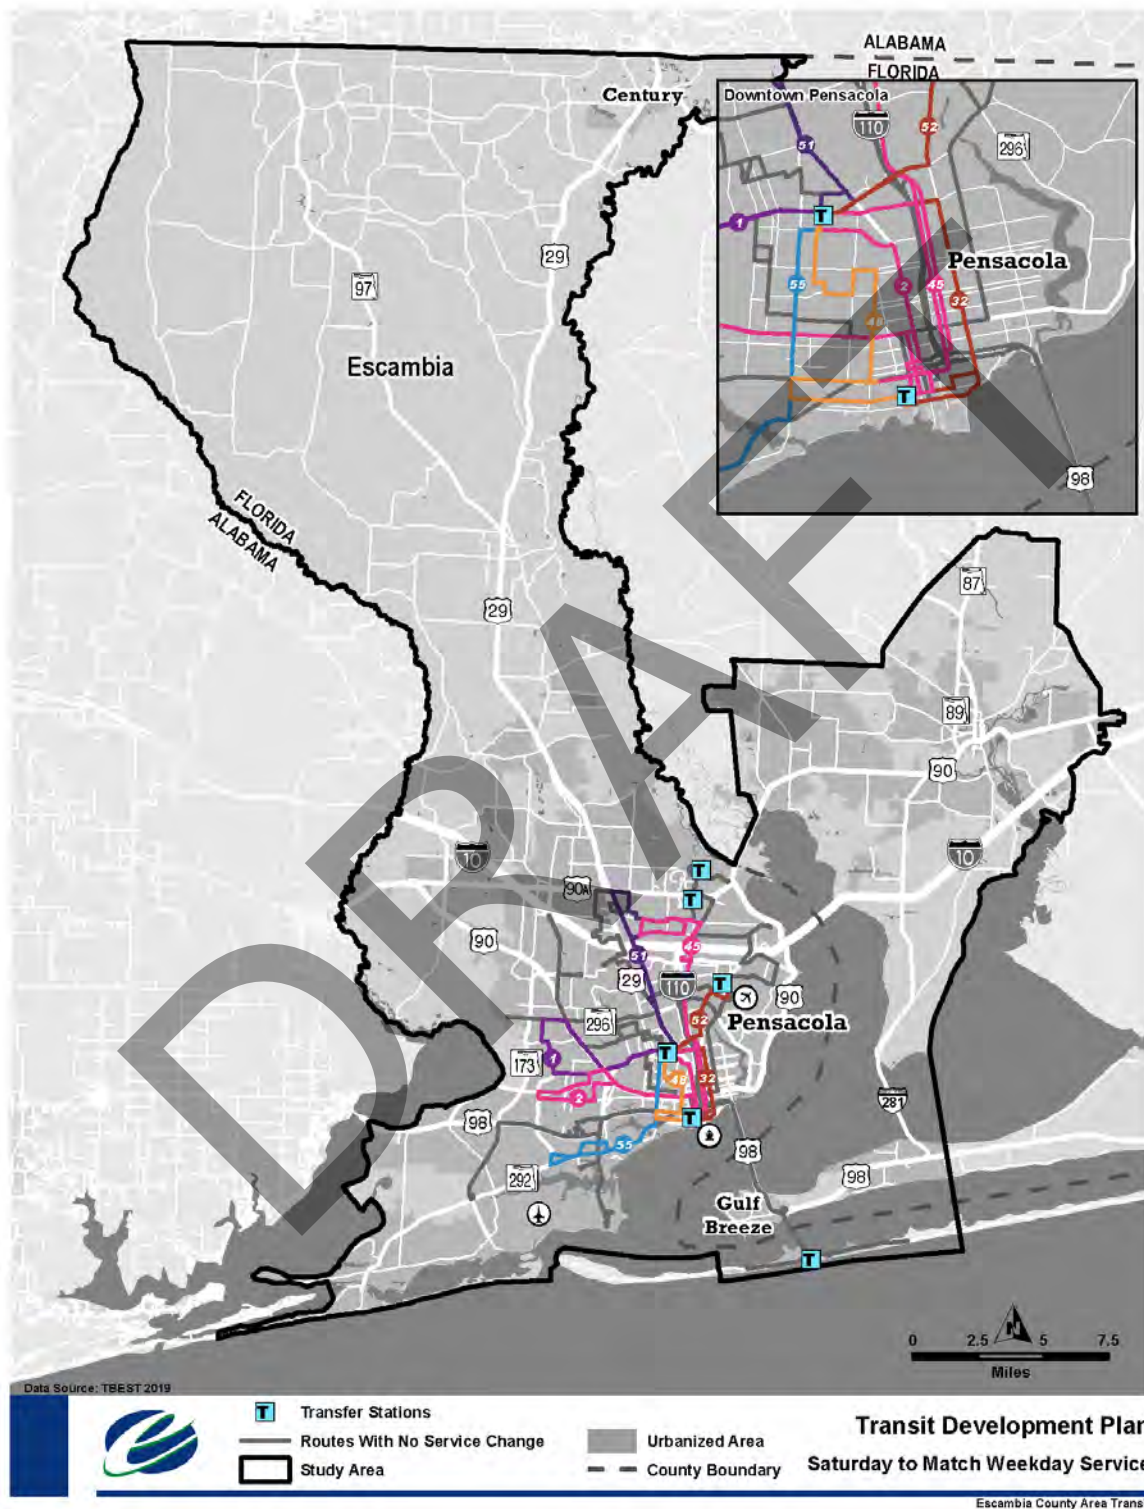 ALABAMA
FLORIDA
Century
Downtown Pensacola
110
52
296
51
1
T
Pensacola
55
2
45
32
48
T
98
29
97
Escambia
FLORIDA
ALABAMA
87
29
89
90
10
10
90A
T
T
90
45
51
29
110
T
90
296
52
Pensacola
T
173
1
48
32
2
281
98
T
55
98
98
292
Gulf
Breeze
T
DRAFT
N
0 2.5 5 7.5
Miles
Data Source: TBEST 2019
T Transfer Stations
Routes With No Service Change
Study Area
Urbanized Area
County Boundary
Transit Development Plan
Saturday to Match Weekday Service
Escambia County Area Trans